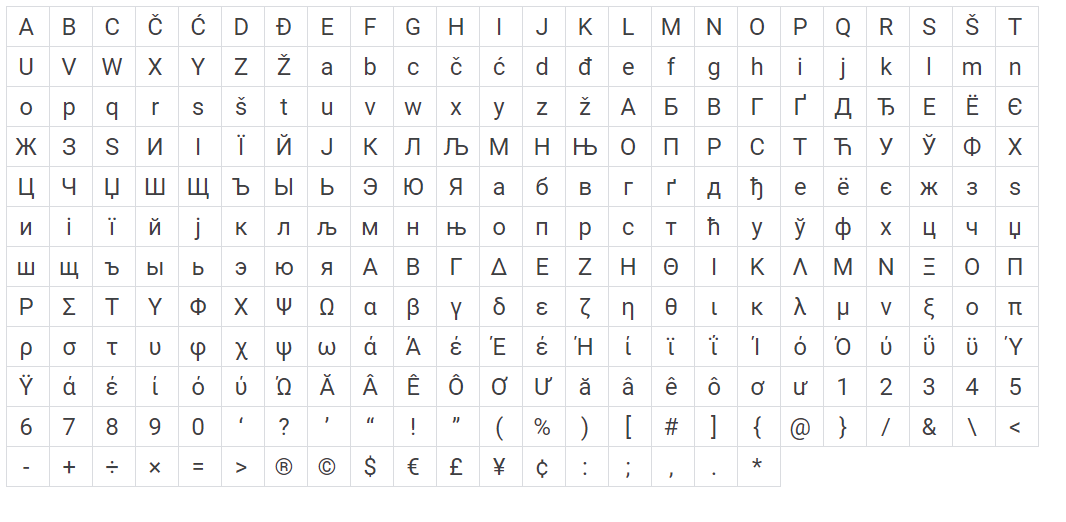 A B C Č Ć D Đ E F G H I J K L M N O P Q R S Š T
U V W X Y Z Ž a b c č ć d đ e f g h i j k l m n
o p q r s š t u v w x y z ž А Б В Г Ґ Д Ђ Е Ё Є
Ж З Ѕ И І Ї Й Ј К Л Љ М Н Њ О П Р С Т Ћ У Ў Ф Х
Ц Ч Џ Ш Щ Ъ Ы Ь Э Ю Я а б в г ґ д ђ е ё є ж з ѕ
и і ї й ј к л љ м н њ о п р с т ћ у ў ф х ц ч џ
ш щ ъ ы ь э ю я Α Β Γ Δ Ε Ζ Η Θ Ι Κ Λ Μ Ν Ξ Ο Π
Ρ Σ Τ Υ Φ Χ Ψ Ω α β γ δ ε ζ η θ ι κ λ μ ν ξ ο π
ρ σ τ υ φ χ ψ ω ά Ά έ Έ έ Ή ί ϊ ΐ Ί ό Ό ύ ΰ ϋ Ύ
Ϋ ά έ ί ό ύ Ώ Ă Â Ê Ô Ơ Ư ă â ê ô ơ ư 1 2 3 4 5
6 7 8 9 0 ‘ ? ’ “ ! ” ( % ) [ # ] { @ } / & \ <
- + ÷ × = > ® © $ € £ ¥ ¢ : ; , . *